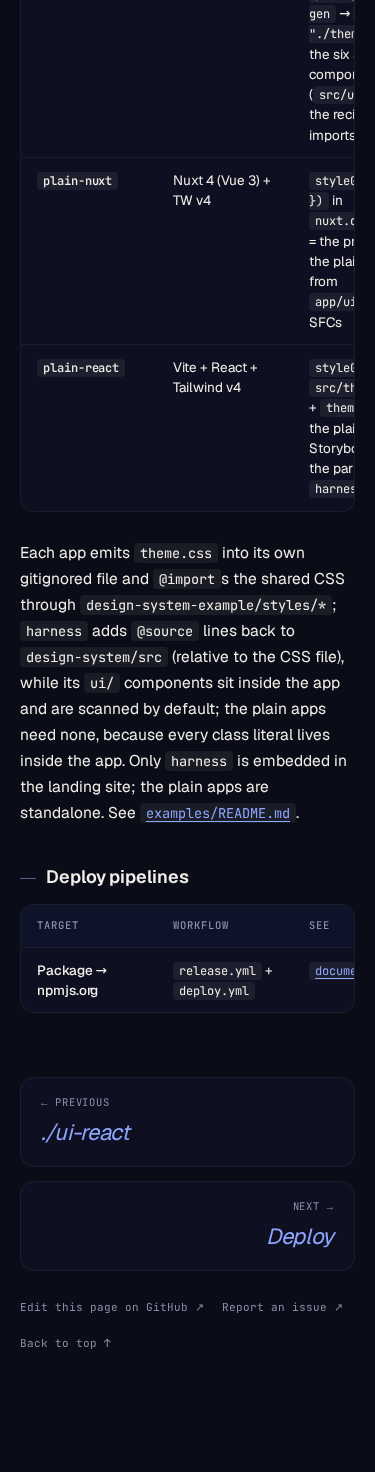 gen →
the six
(src/u
the reci
imports
plain-nuxt
Nuxt 4 (Vue 3) +
TW v4
}) in
= the pr
the plai
from
app/ui
SFCs
plain-react
Vite + React +
Tailwind v4
src/th
+ them
the plai
Storybo
the par
harnes
Each app emits theme.css into its own
gitignored file and @imports the shared CSS
through design-system-example/styles/*;
harness adds @source lines back to
design-system/src (relative to the CSS file),
while its ui/ components sit inside the app
and are scanned by default; the plain apps
need none, because every class literal lives
inside the app. Only harness is embedded in
the landing site; the plain apps are
standalone. See examples/README.md.
— Deploy pipelines
TARGET
WORKFLOW
SEE
Package →
npmjs.org
release.yml +
deploy.yml
docume
← PREVIOUS
./ui-react
NEXT →
Deploy
Edit this page on GitHub ↗ Report an issue ↗
Back to top ↑